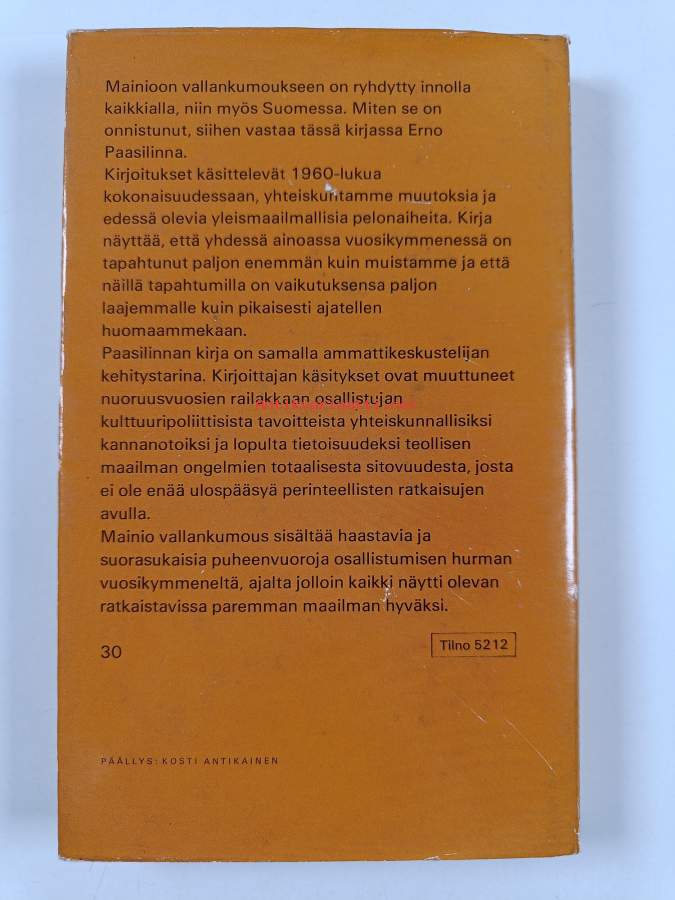 Mainioon vallankumoukseen on ryhdytty innolla
kaikkialla, niin myös Suomessa. Miten se on
onnistunut, siihen vastaa tässä kirjassa Erno
Paasilinna.
Kirjoitukset käsittelevät 1960-lukua
kokonaisuudessaan, yhteiskuntamme muutoksia ja
edessä olevia yleismaailmallisia pelonaiheita. Kirja
näyttää, että yhdessä ainoassa vuosikymmenessä on
tapahtunut paljon enemmän kuin muistamme ja että
näillä tapahtumilla on vaikutuksensa paljon
laajemmalle kuin pikaisesti ajatellen
huomaammekaan.
Paasilinnan kirja on samalla ammattikeskustelijan
kehitystarina. Kirjoittajan käsitykset ovat muuttuneet
nuoruusvuosien railakkaan osallistujan
kulttuuripoliittisista tavoitteista yhteiskunnallisiksi
kannanotoiksi ja lopulta tietoisuudeksi teollisen
maailman ongelmien totaalisesta sitovuudesta, josta
ei ole enää ulospääsyä perinteellisten ratkaisujen
avulla.
Mainio vallankumous sisältää haastavia ja
suorasukaisia puheenvuoroja osallistumisen hurman
vuosikymmeneltä, ajalta jolloin kaikki näytti olevan
ratkaistavissa paremman maailman hyväksi.
30
Tilno 5212
PÄÄLLYS: KOSTI ANTIKAINEN